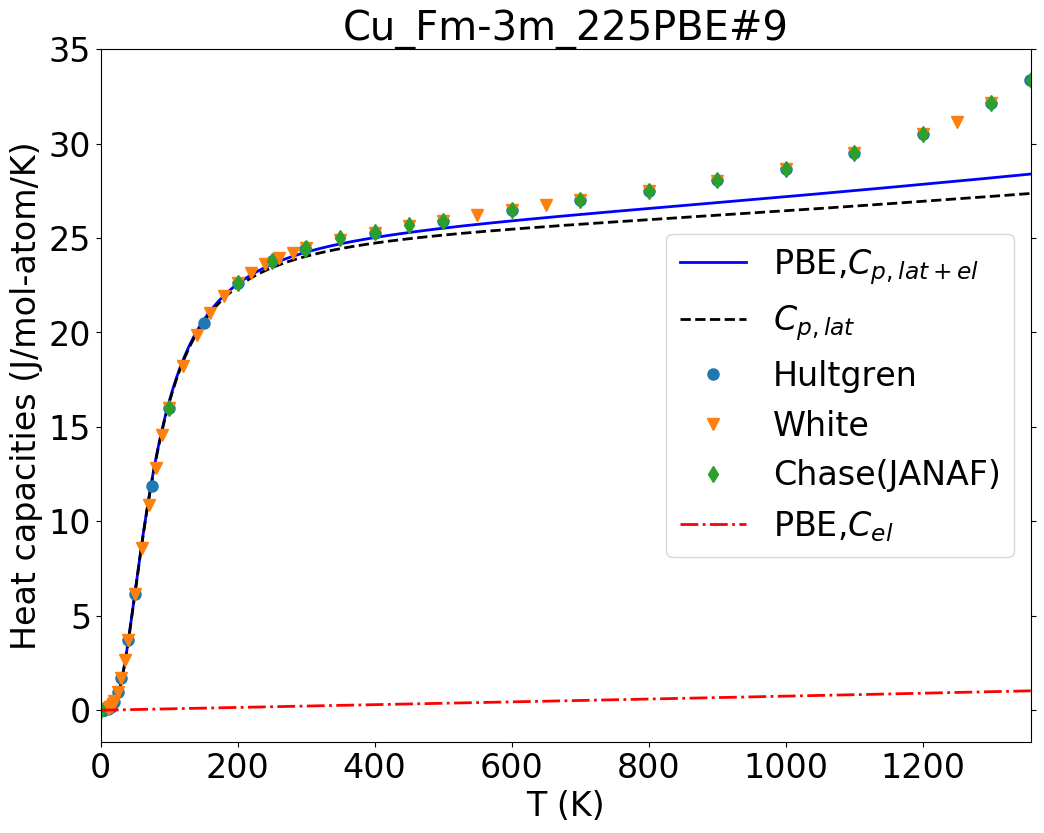 Cu_Fm-3m_225PBE#9
Heat capacities (J/mol-atom/K)
35
30
25
20
15
10
5
0
PBE,C_{p, lat+el}
C_{p, lat}
Hultgren
White
Chase(JANAF)
PBE,C_{el}
0 200 400 600 800 1000 1200
T (K)